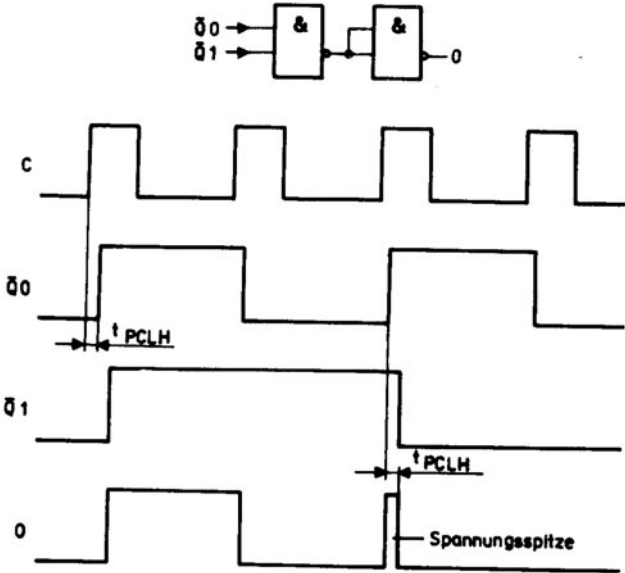 Q̄0
& &
Q̄1
0
C
Q̄0
t PCLH
Q̄1
t PCLH
0
Spannungsspitze